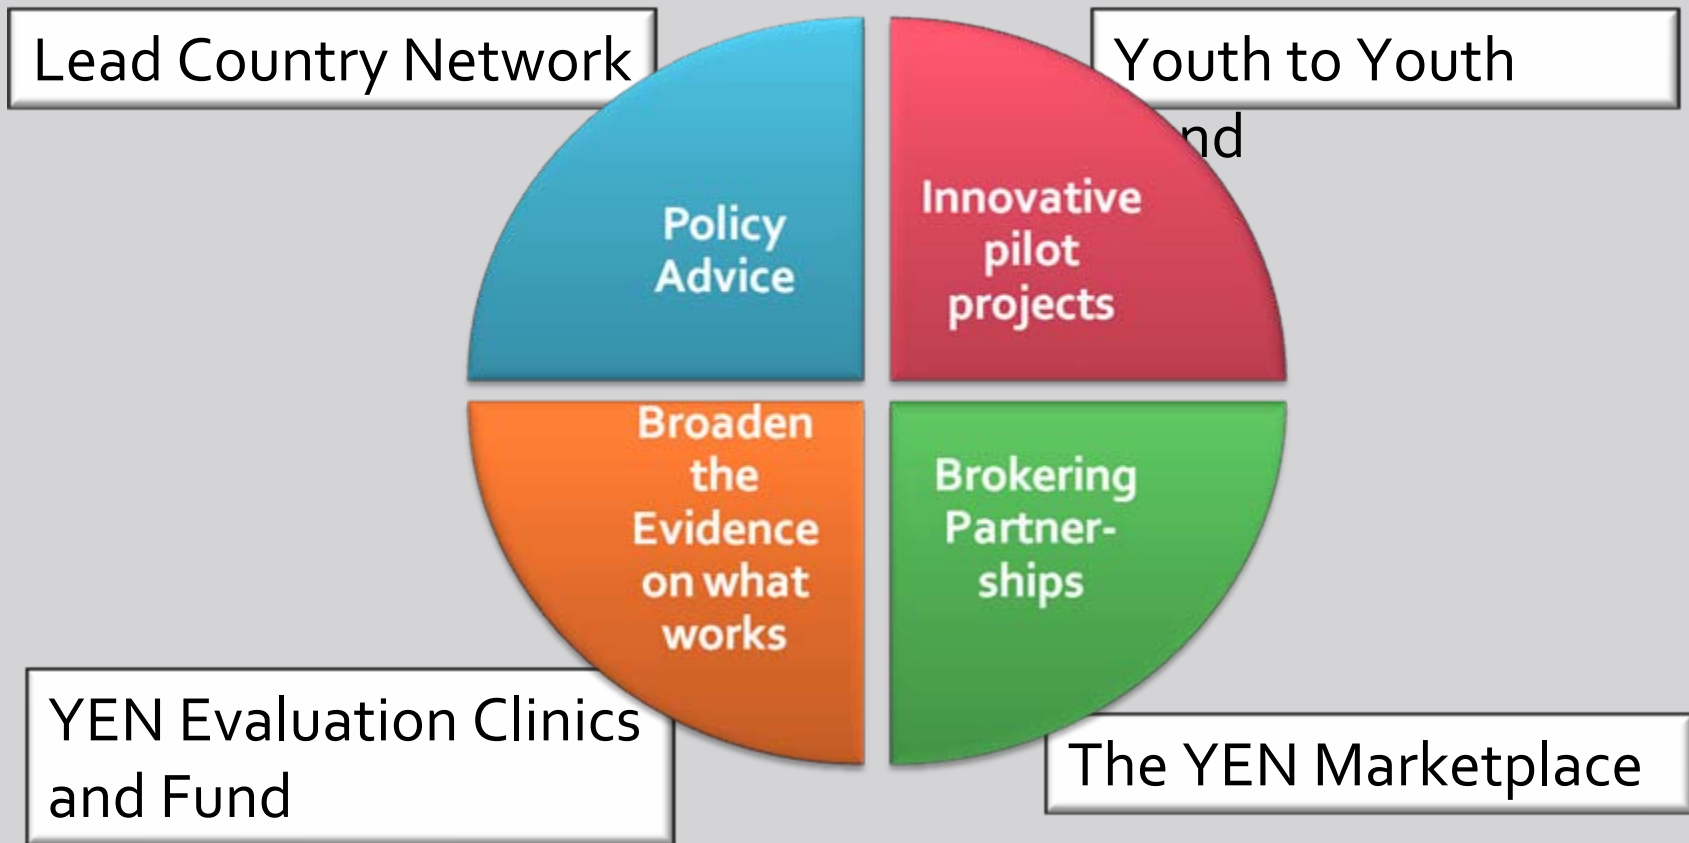 Lead Country Network
Youth to Youth
nd
Policy
Advice
Innovative
pilot
projects
Broaden
the
Evidence
on what
works
Brokering
Partner-
ships
YEN Evaluation Clinics
and Fund
The YEN Marketplace